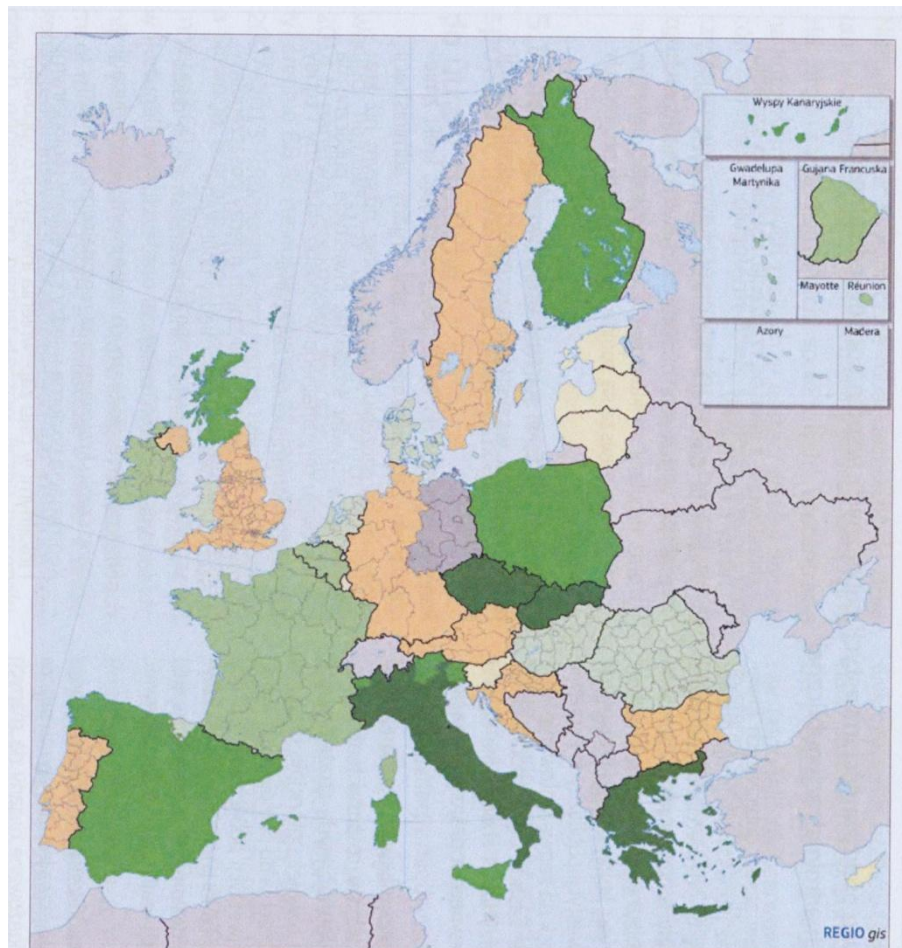 Wyspy Kanaryjskie
Gwadelupa
Martynika
Gujana Francuska
Mayotte
Réunion
Azory
Madera
REGIO gis